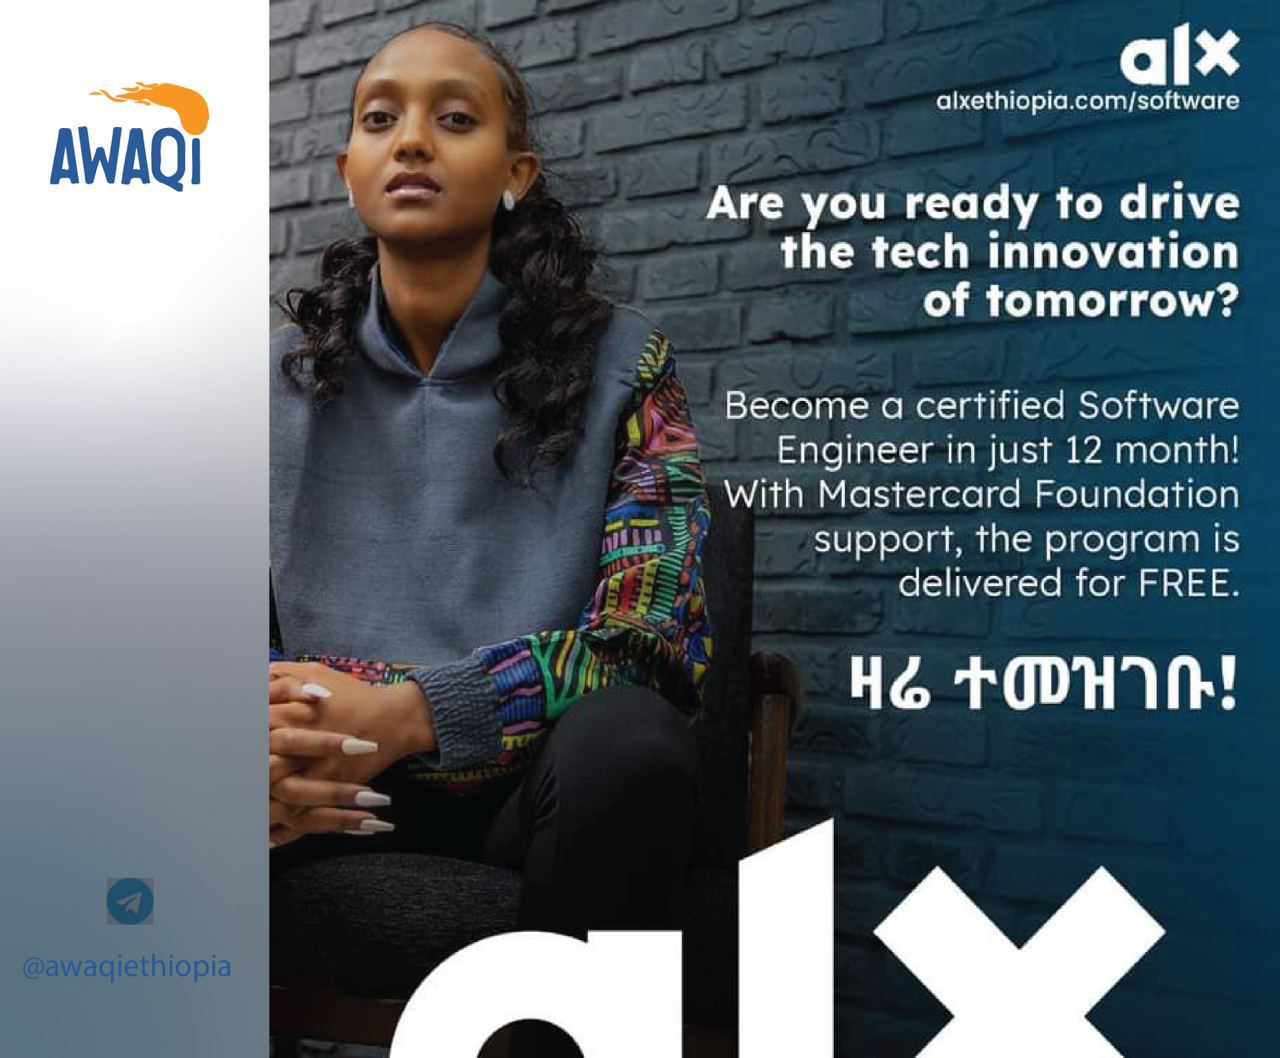 AWAQi
alx
alxethiopia.com/software
Are you ready to drive
the tech innovation
of tomorrow?
Become a certified Software
Engineer in just 12 month!
With Mastercard Foundation
support, the program is
delivered for FREE.
ዛሬ ተመዝገቡ!
@awaqiethiopia
alx